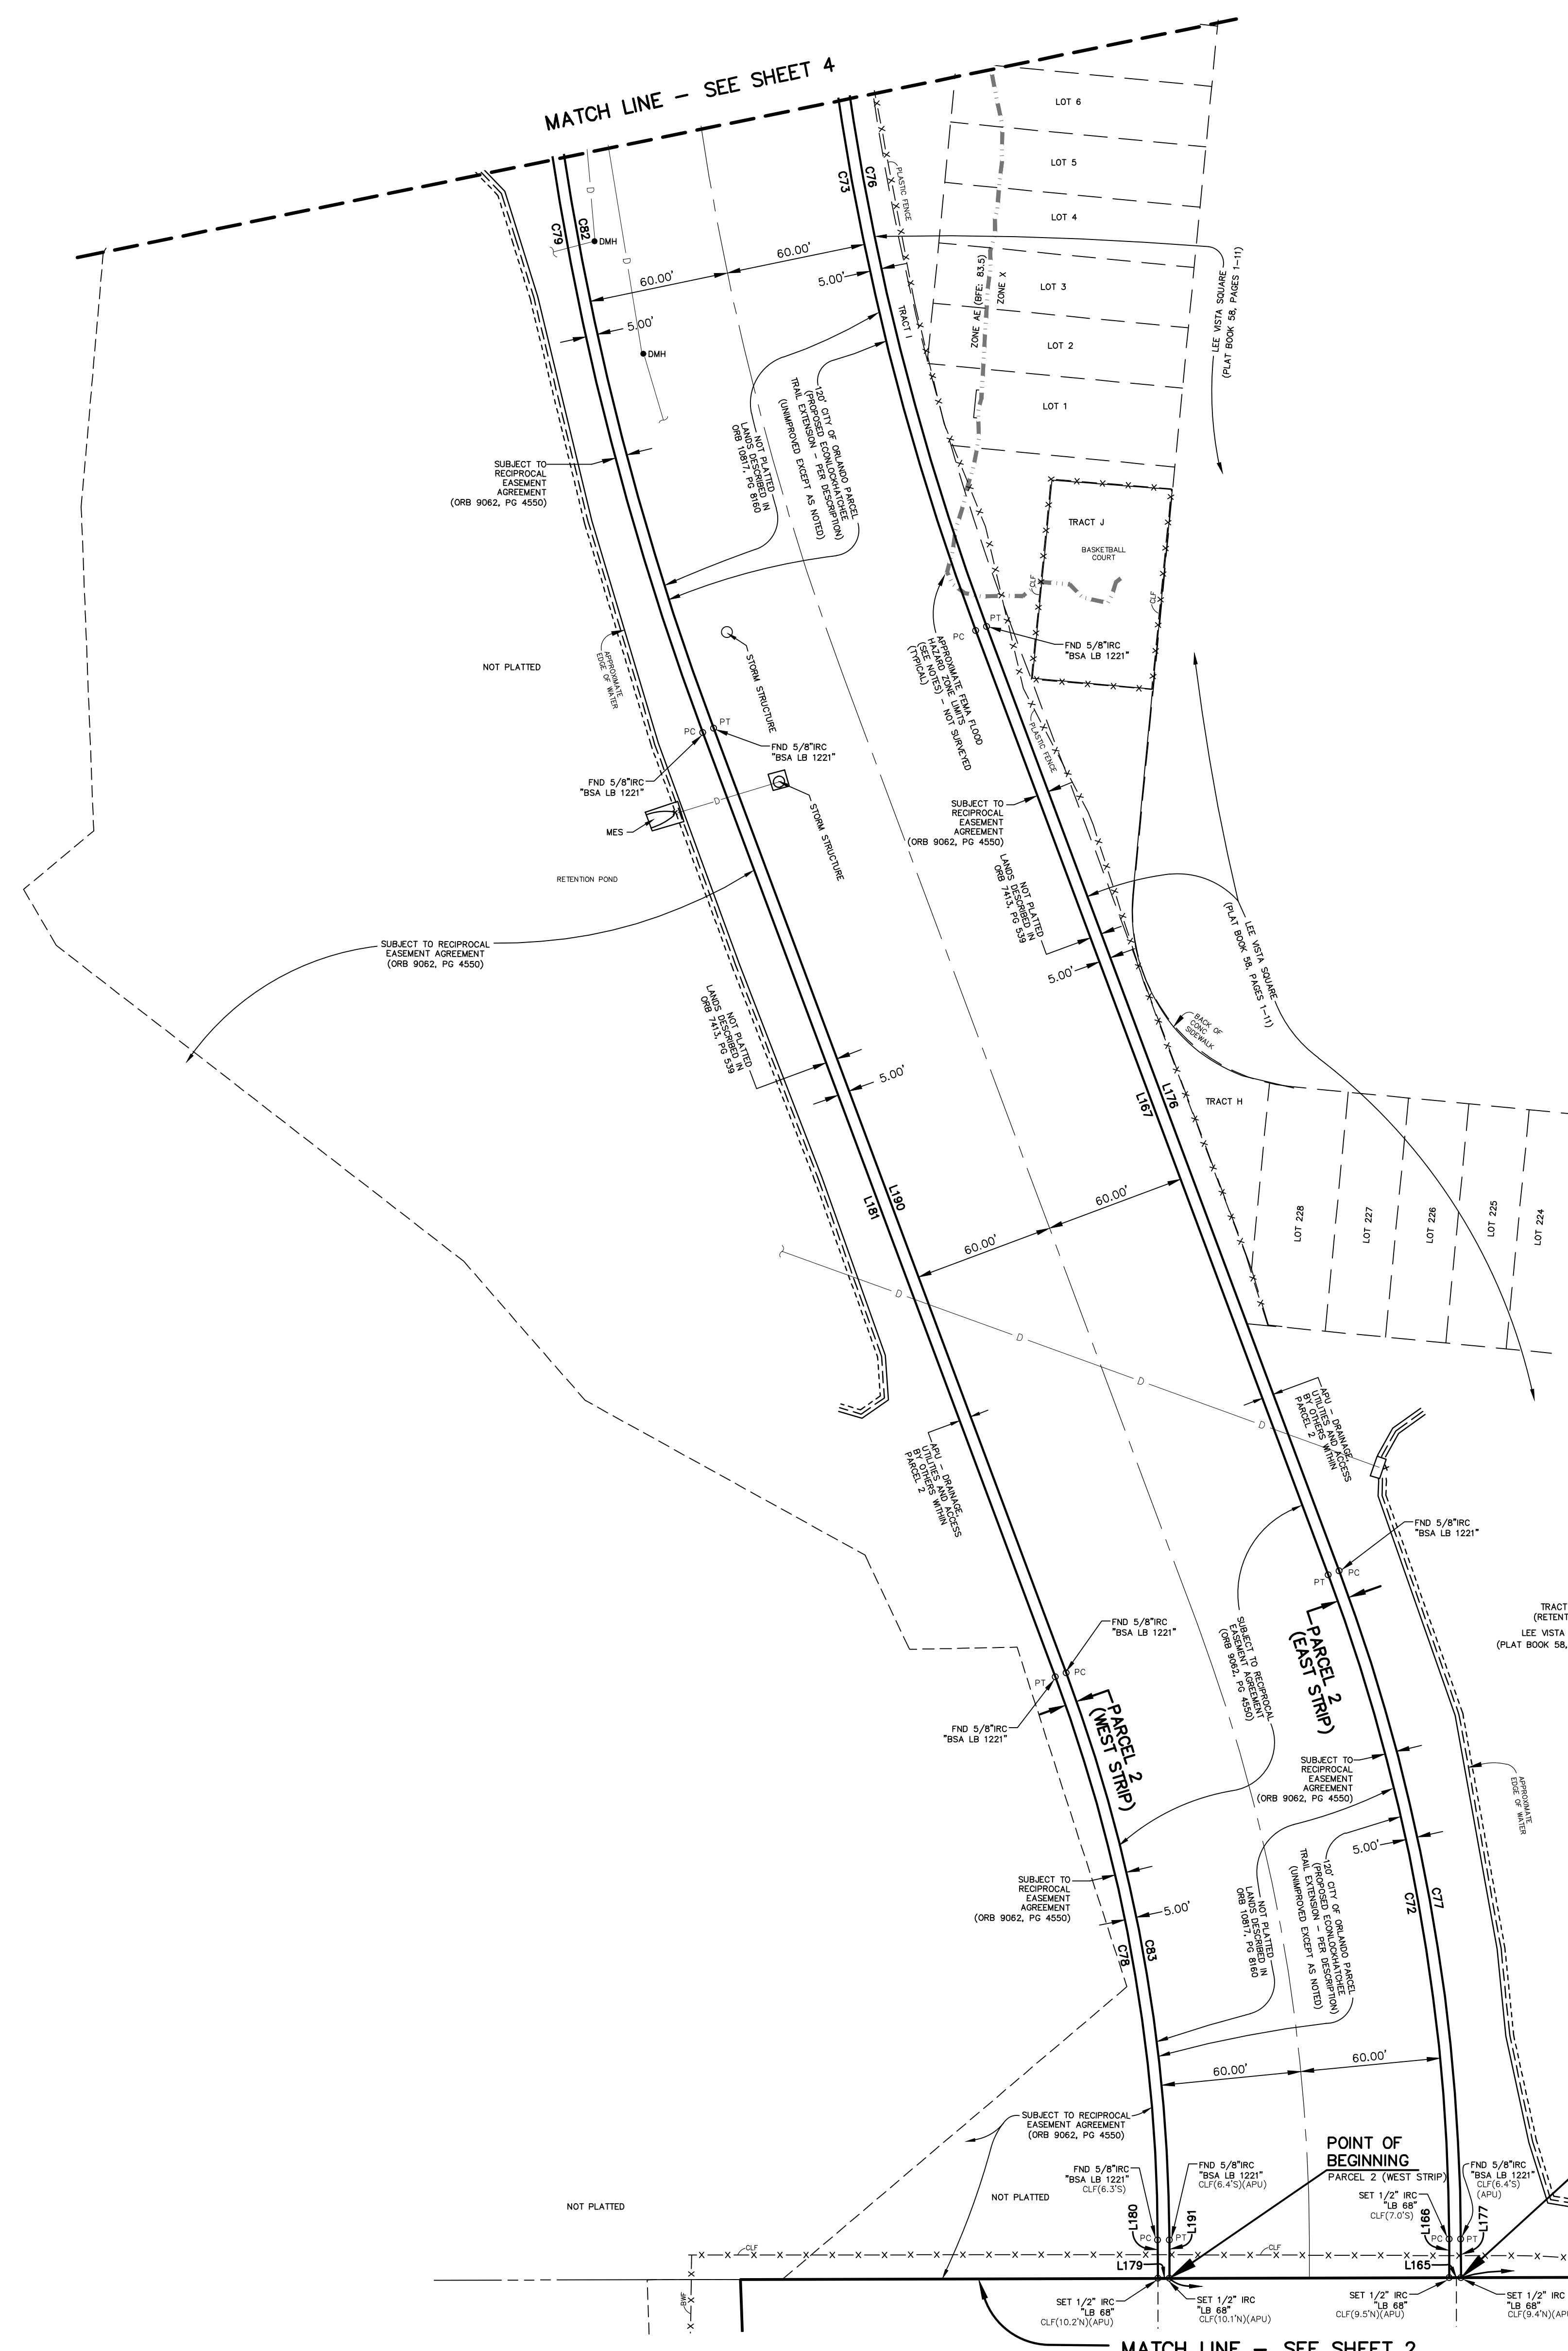 MATCH LINE - SEE SHEET 4
LOT 6
LOT 5
LOT 4
LOT 3
LOT 2
LOT 1
C79
C82
D
DMH
D
DMH
C73
C76
PLASTIC FENCE
60.00'
60.00'
5.00'
5.00'
TRACT I
ZONE AE (BFE: 83.5)
ZONE X
LEE VISTA SQUARE
(PLAT BOOK 58, PAGES 1-11)
SUBJECT TO
RECIPROCAL
EASEMENT
AGREEMENT
(ORB 9062, PG 4550)
NOT PLATTED
LANDS DESCRIBED IN
ORB 10817, PG 8160
120' CITY OF ORLANDO PARCEL
(PROPOSED ECONLOCKHATCHEE
TRAIL EXTENSION - PER DESCRIPTION)
(UNIMPROVED EXCEPT AS NOTED)
TRACT J
BASKETBALL
COURT
CLF
CLF
PC
PT
FND 5/8"IRC
"BSA LB 1221"
APPROXIMATE FEMA FLOOD
HAZARD ZONE LIMITS
(SEE NOTES) - NOT SURVEYED
(TYPICAL)
NOT PLATTED
APPROXIMATE
EDGE OF WATER
STORM STRUCTURE
PC
PT
FND 5/8"IRC
"BSA LB 1221"
FND 5/8"IRC
"BSA LB 1221"
PLASTIC FENCE
MES
D
STORM STRUCTURE
SUBJECT TO
RECIPROCAL
EASEMENT
AGREEMENT
(ORB 9062, PG 4550)
RETENTION POND
NOT PLATTED
LANDS DESCRIBED IN
ORB 7413, PG 539
SUBJECT TO RECIPROCAL
EASEMENT AGREEMENT
(ORB 9062, PG 4550)
5.00'
LEE VISTA SQUARE
(PLAT BOOK 58, PAGES 1-11)
BACK OF
CONC
SIDEWALK
NOT PLATTED
LANDS DESCRIBED IN
ORB 7413, PG 539
5.00'
L167
L176
TRACT H
L181
L190
60.00'
60.00'
LOT 228
LOT 227
LOT 226
LOT 225
LOT 224
D
D
D
D
APU - DRAINAGE,
UTILITIES AND ACCESS
BY OTHERS WITHIN
PARCEL 2
APU - DRAINAGE,
UTILITIES AND ACCESS
BY OTHERS WITHIN
PARCEL 2
FND 5/8"IRC
"BSA LB 1221"
PT
PC
PARCEL 2
(EAST STRIP)
TRACT
(RETENT
LEE VISTA
(PLAT BOOK 58,
FND 5/8"IRC
"BSA LB 1221"
PT
PC
SUBJECT TO RECIPROCAL
EASEMENT AGREEMENT
(ORB 9062, PG 4550)
FND 5/8"IRC
"BSA LB 1221"
PARCEL 2
(WEST STRIP)
SUBJECT TO
RECIPROCAL
EASEMENT
AGREEMENT
(ORB 9062, PG 4550)
APPROXIMATE
EDGE OF WATER
5.00'
SUBJECT TO
RECIPROCAL
EASEMENT
AGREEMENT
(ORB 9062, PG 4550)
5.00'
C78
C83
C72
C77
NOT PLATTED
LANDS DESCRIBED IN
ORB 10817, PG 8160
120' CITY OF ORLANDO PARCEL
(PROPOSED ECONLOCKHATCHEE
TRAIL EXTENSION - PER DESCRIPTION)
(UNIMPROVED EXCEPT AS NOTED)
60.00'
60.00'
SUBJECT TO RECIPROCAL
EASEMENT AGREEMENT
(ORB 9062, PG 4550)
POINT OF
BEGINNING
PARCEL 2 (WEST STRIP)
FND 5/8"IRC
"BSA LB 1221"
CLF(6.3'S)
FND 5/8"IRC
"BSA LB 1221"
CLF(6.4'S)(APU)
SET 1/2" IRC
"LB 68"
CLF(7.0'S)
FND 5/8"IRC
"BSA LB 1221"
CLF(6.4'S)
(APU)
NOT PLATTED
NOT PLATTED
L180
L191
L166
L177
PC
PT
PC
PT
CLF
CLF
L179
L165
BWF
SET 1/2" IRC
"LB 68"
CLF(10.2'N)(APU)
SET 1/2" IRC
"LB 68"
CLF(10.1'N)(APU)
SET 1/2" IRC
"LB 68"
CLF(9.5'N)(APU)
SET 1/2" IRC
"LB 68"
CLF(9.4'N)(APU
MATCH LINE - SEE SHEET 2